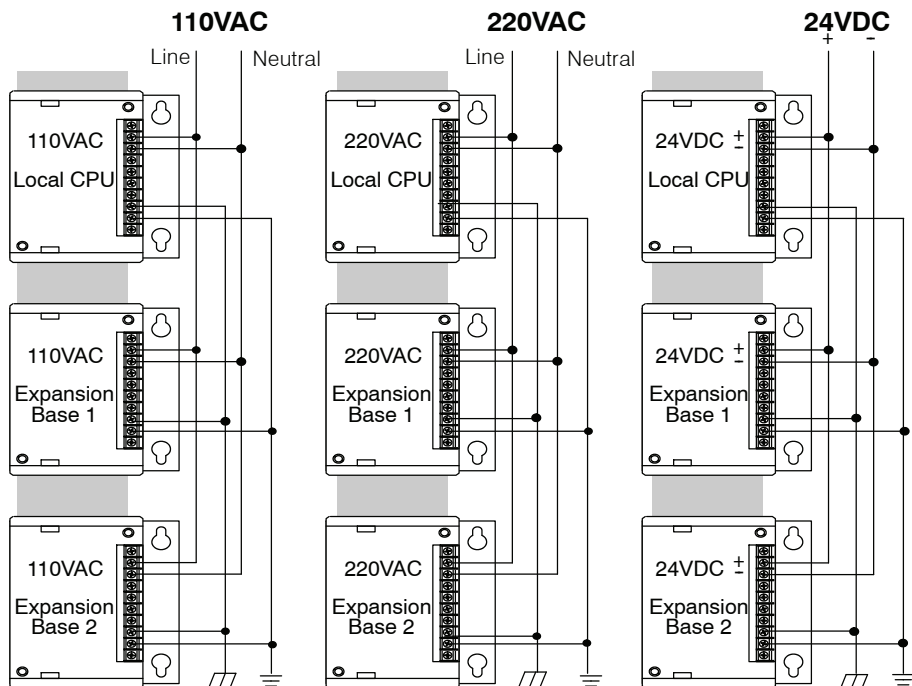 110VAC 220VAC 24VDC
Line Neutral Line Neutral + -
110VAC
Local CPU
220VAC
Local CPU
24VDC + -
Local CPU
110VAC
Expansion
Base 1
220VAC
Expansion
Base 1
24VDC + -
Expansion
Base 1
110VAC
Expansion
Base 2
220VAC
Expansion
Base 2
24VDC + -
Expansion
Base 2